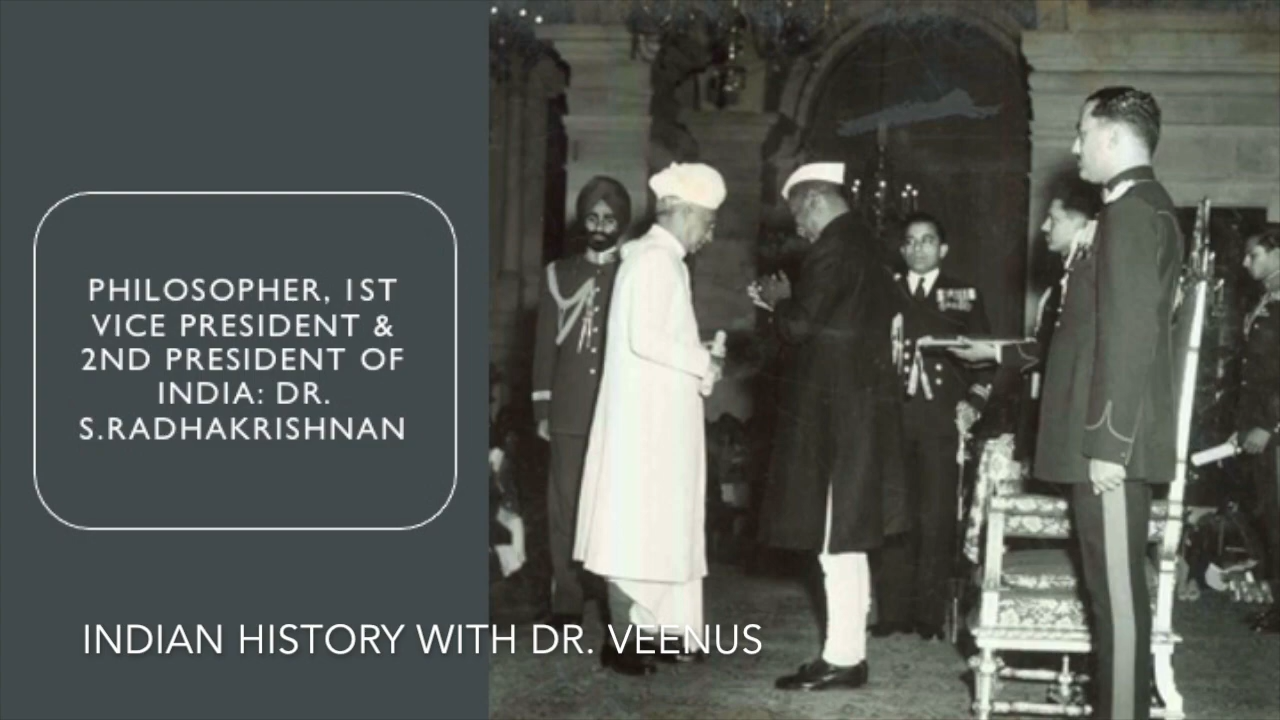 PHILOSOPHER, 1ST
VICE PRESIDENT &
2ND PRESIDENT OF
INDIA: DR.
S.RADHAKRISHNAN
INDIAN HISTORY WITH DR. VEENUS